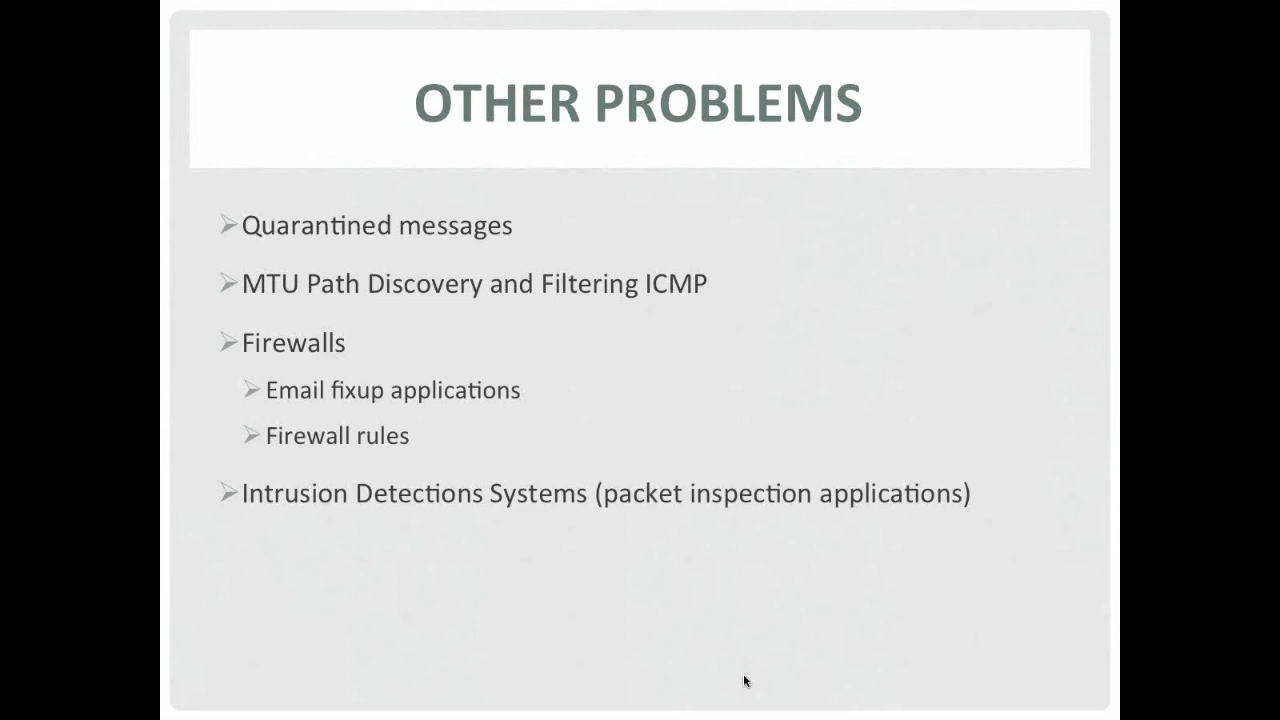 OTHER PROBLEMS
Quarantined messages
MTU Path Discovery and Filtering ICMP
Firewalls
Email fixup applications
Firewall rules
Intrusion Detections Systems (packet inspection applications)